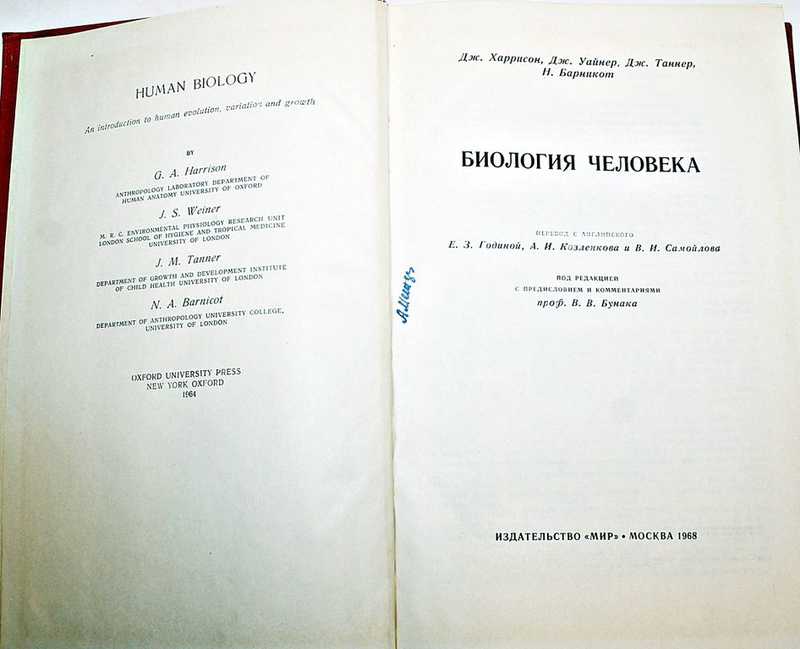 HUMAN BIOLOGY
An introduction to human evolution, variation and growth
BY
G. A. Harrison
ANTHROPOLOGY LABORATORY DEPARTMENT OF
HUMAN ANATOMY UNIVERSITY OF OXFORD
J. S. Weiner
M. R. C. ENVIRONMENTAL PHYSIOLOGY RESEARCH UNIT
LONDON SCHOOL OF HYGIENE AND TROPICAL MEDICINE
UNIVERSITY OF LONDON
J. M. Tanner
DEPARTMENT OF GROWTH AND DEVELOPMENT INSTITUTE
OF CHILD HEALTH UNIVERSITY OF LONDON
N. A. Barnicot
DEPARTMENT OF ANTHROPOLOGY UNIVERSITY COLLEGE,
UNIVERSITY OF LONDON
OXFORD UNIVERSITY PRESS
NEW YORK OXFORD
1964
Дж. Харрисон, Дж. Уайнер, Дж. Таннер,
Н. Барникот
БИОЛОГИЯ ЧЕЛОВЕКА
ПЕРЕВОД С АНГЛИЙСКОГО
Е. З. Годиной, А. И. Козленкова и В. И. Самойлова
ПОД РЕДАКЦИЕЙ
С ПРЕДИСЛОВИЕМ И КОММЕНТАРИЯМИ
проф. В. В. Бунака
ИЗДАТЕЛЬСТВО «МИР» • МОСКВА 1968